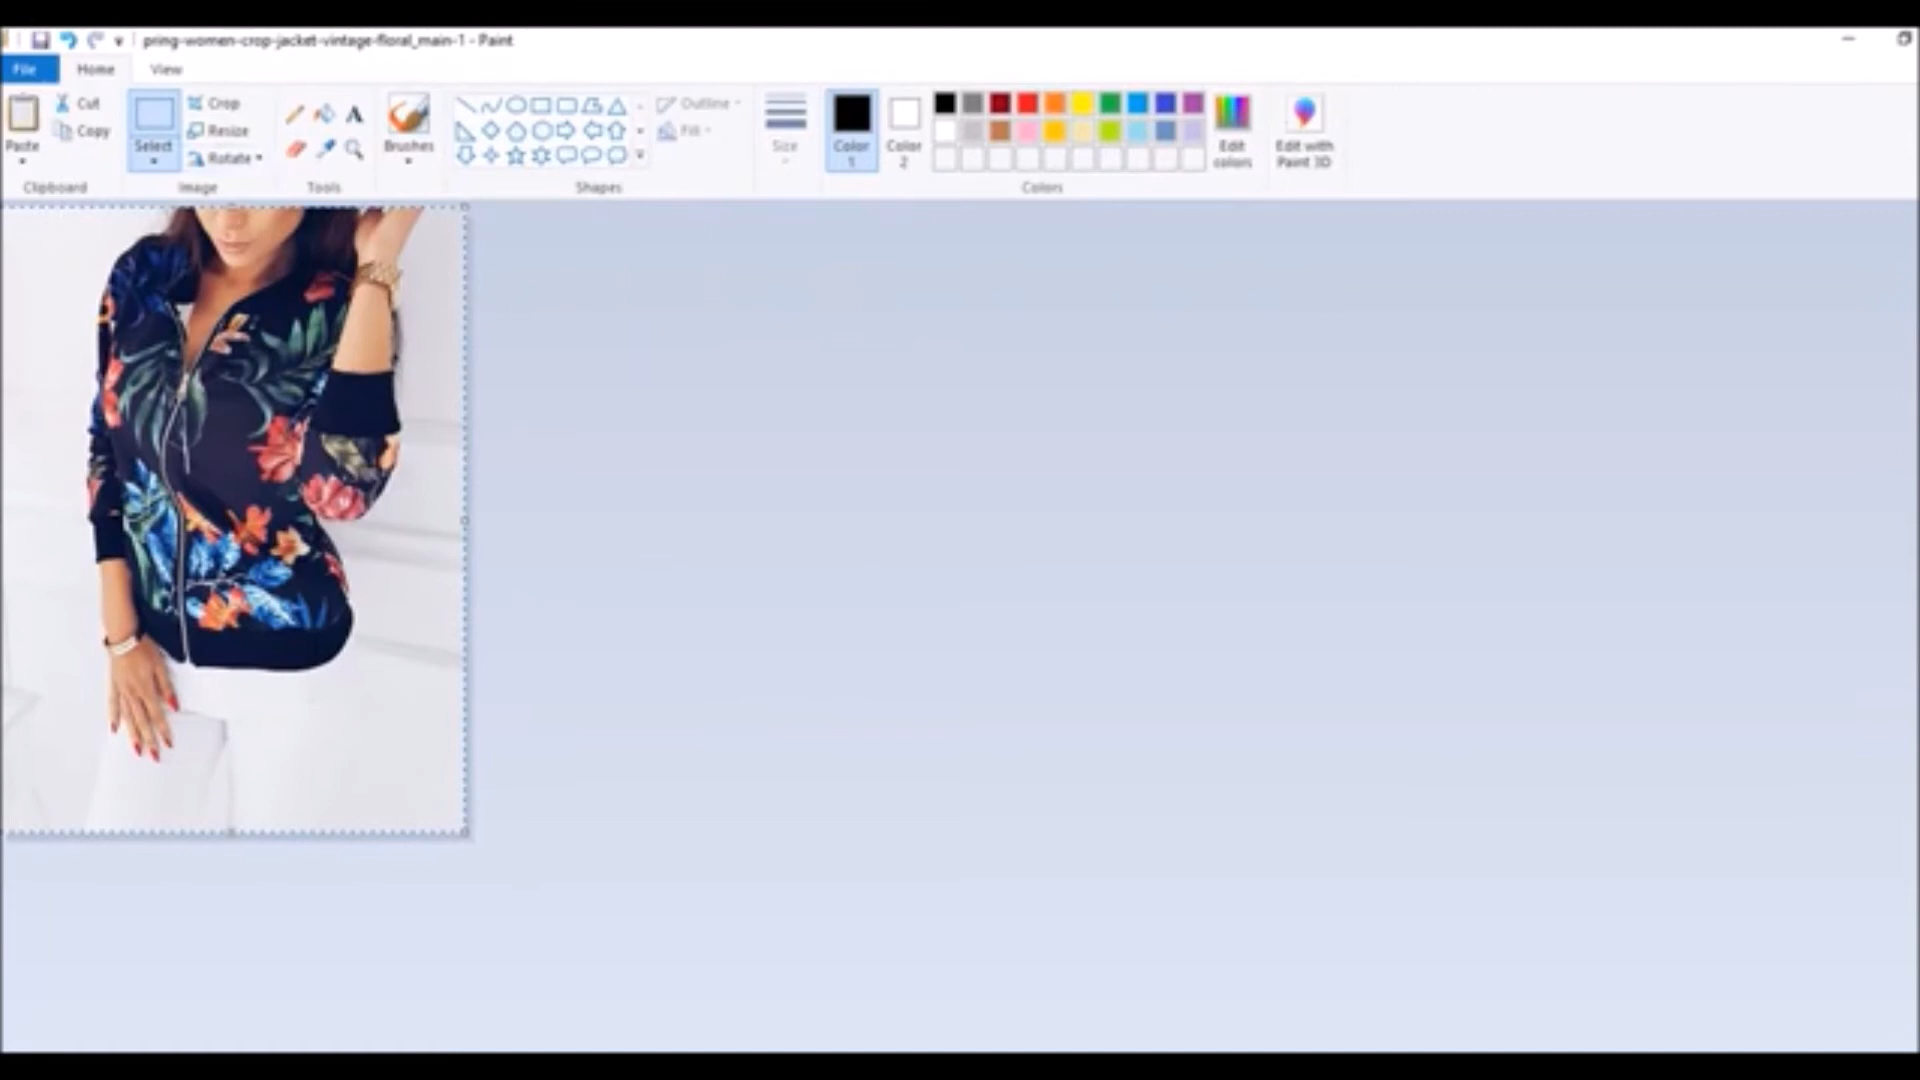 pring-women-crop-jacket-vintage-floral_main-1 - Paint
File Home View
Paste
Cut
Copy
Clipboard
Select
Crop
Resize
Rotate
Image
A
Tools
Brushes
Outline
Fill
Shapes
Size
Color 1
Color 2
Edit colors
Colors
Edit with Paint 3D